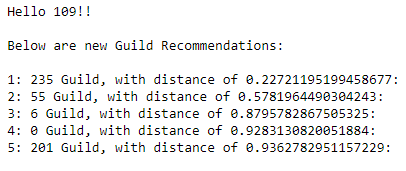 Hello 109!!
Below are new Guild Recommendations:
1: 235 Guild, with distance of 0.22721195199458677:
2: 55 Guild, with distance of 0.5781964490304243:
3: 6 Guild, with distance of 0.8795782867505325:
4: 0 Guild, with distance of 0.9283130820051884:
5: 201 Guild, with distance of 0.9362782951157229: